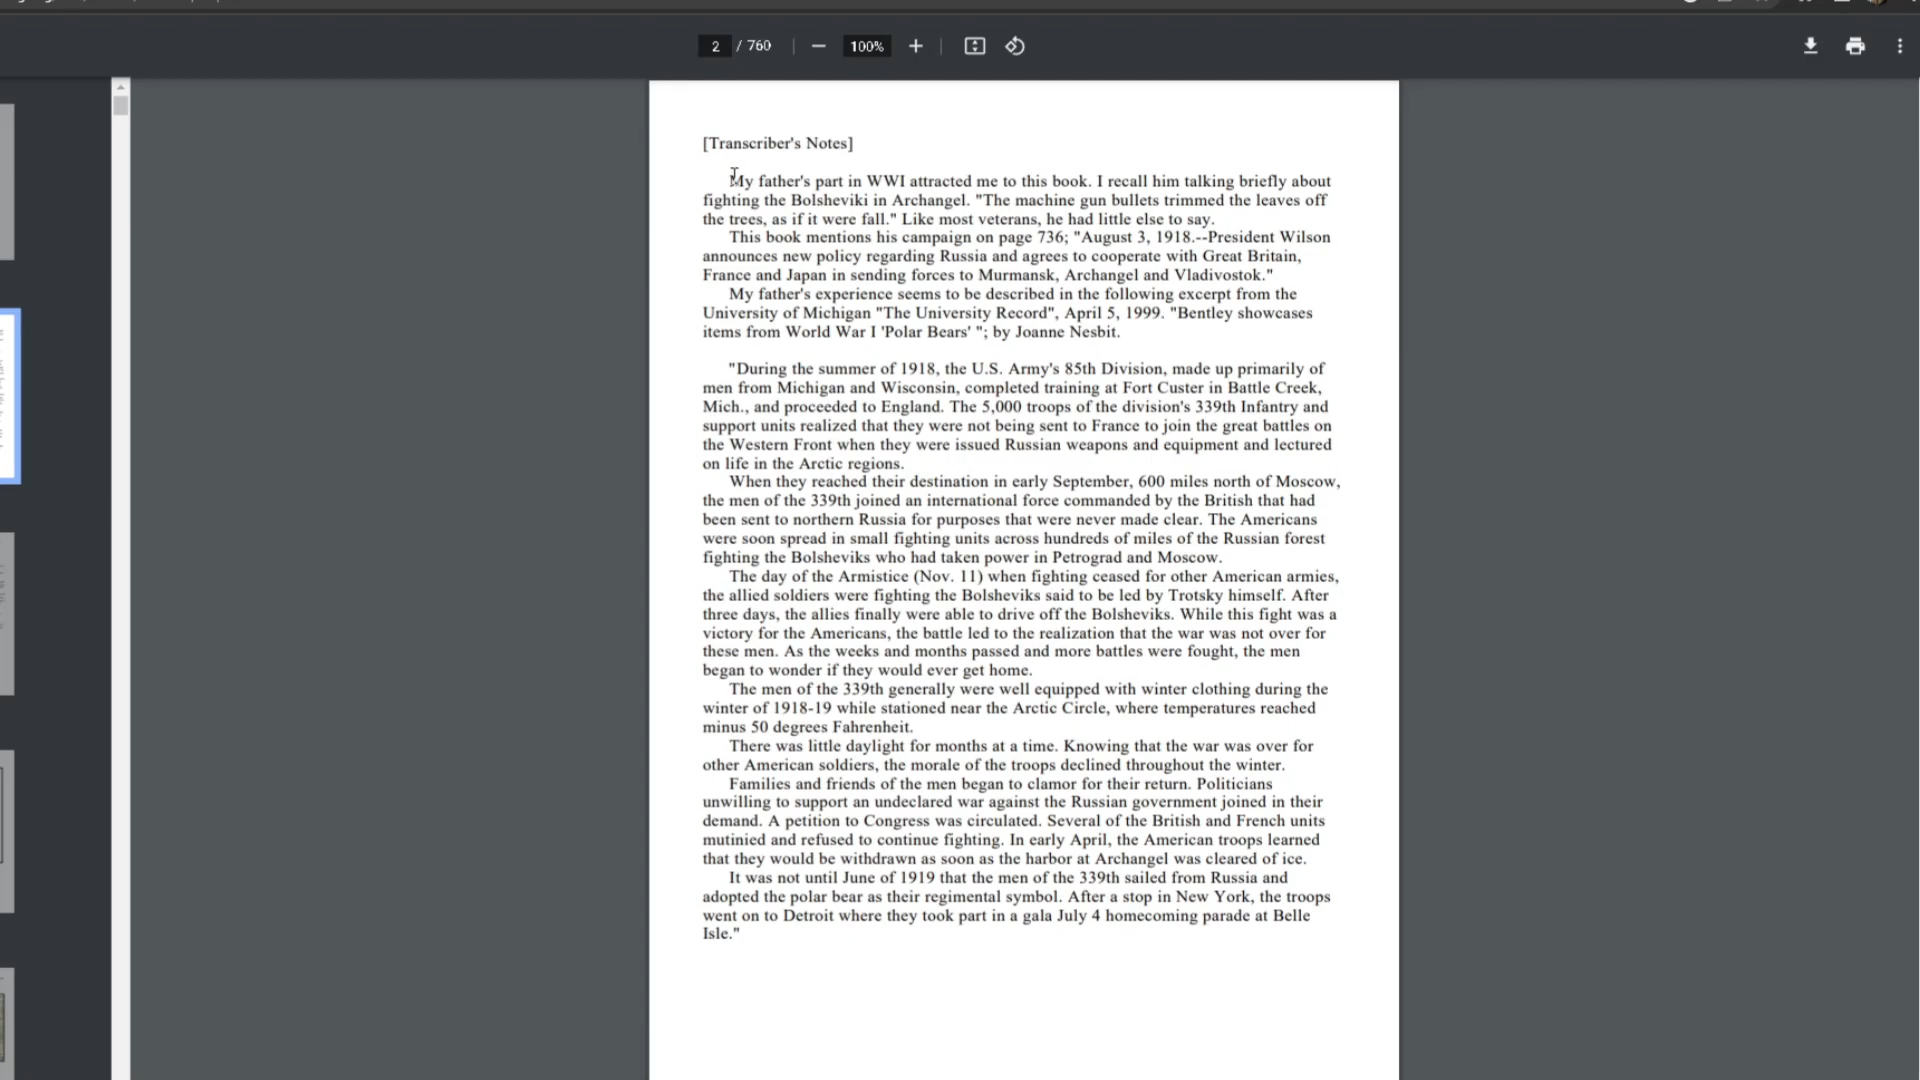 2 / 760
100%
[Transcriber's Notes]
My father's part in WWI attracted me to this book. I recall him talking briefly about
fighting the Bolsheviki in Archangel. "The machine gun bullets trimmed the leaves off
the trees, as if it were fall." Like most veterans, he had little else to say.
This book mentions his campaign on page 736; "August 3, 1918.--President Wilson
announces new policy regarding Russia and agrees to cooperate with Great Britain,
France and Japan in sending forces to Murmansk, Archangel and Vladivostok."
My father's experience seems to be described in the following excerpt from the
University of Michigan "The University Record", April 5, 1999. "Bentley showcases
items from World War I 'Polar Bears' "; by Joanne Nesbit.
"During the summer of 1918, the U.S. Army's 85th Division, made up primarily of
men from Michigan and Wisconsin, completed training at Fort Custer in Battle Creek,
Mich., and proceeded to England. The 5,000 troops of the division's 339th Infantry and
support units realized that they were not being sent to France to join the great battles on
the Western Front when they were issued Russian weapons and equipment and lectured
on life in the Arctic regions.
When they reached their destination in early September, 600 miles north of Moscow,
the men of the 339th joined an international force commanded by the British that had
been sent to northern Russia for purposes that were never made clear. The Americans
were soon spread in small fighting units across hundreds of miles of the Russian forest
fighting the Bolsheviks who had taken power in Petrograd and Moscow.
The day of the Armistice (Nov. 11) when fighting ceased for other American armies,
the allied soldiers were fighting the Bolsheviks said to be led by Trotsky himself. After
three days, the allies finally were able to drive off the Bolsheviks. While this fight was a
victory for the Americans, the battle led to the realization that the war was not over for
these men. As the weeks and months passed and more battles were fought, the men
began to wonder if they would ever get home.
The men of the 339th generally were well equipped with winter clothing during the
winter of 1918-19 while stationed near the Arctic Circle, where temperatures reached
minus 50 degrees Fahrenheit.
There was little daylight for months at a time. Knowing that the war was over for
other American soldiers, the morale of the troops declined throughout the winter.
Families and friends of the men began to clamor for their return. Politicians
unwilling to support an undeclared war against the Russian government joined in their
demand. A petition to Congress was circulated. Several of the British and French units
mutinied and refused to continue fighting. In early April, the American troops learned
that they would be withdrawn as soon as the harbor at Archangel was cleared of ice.
It was not until June of 1919 that the men of the 339th sailed from Russia and
adopted the polar bear as their regimental symbol. After a stop in New York, the troops
went on to Detroit where they took part in a gala July 4 homecoming parade at Belle
Isle."